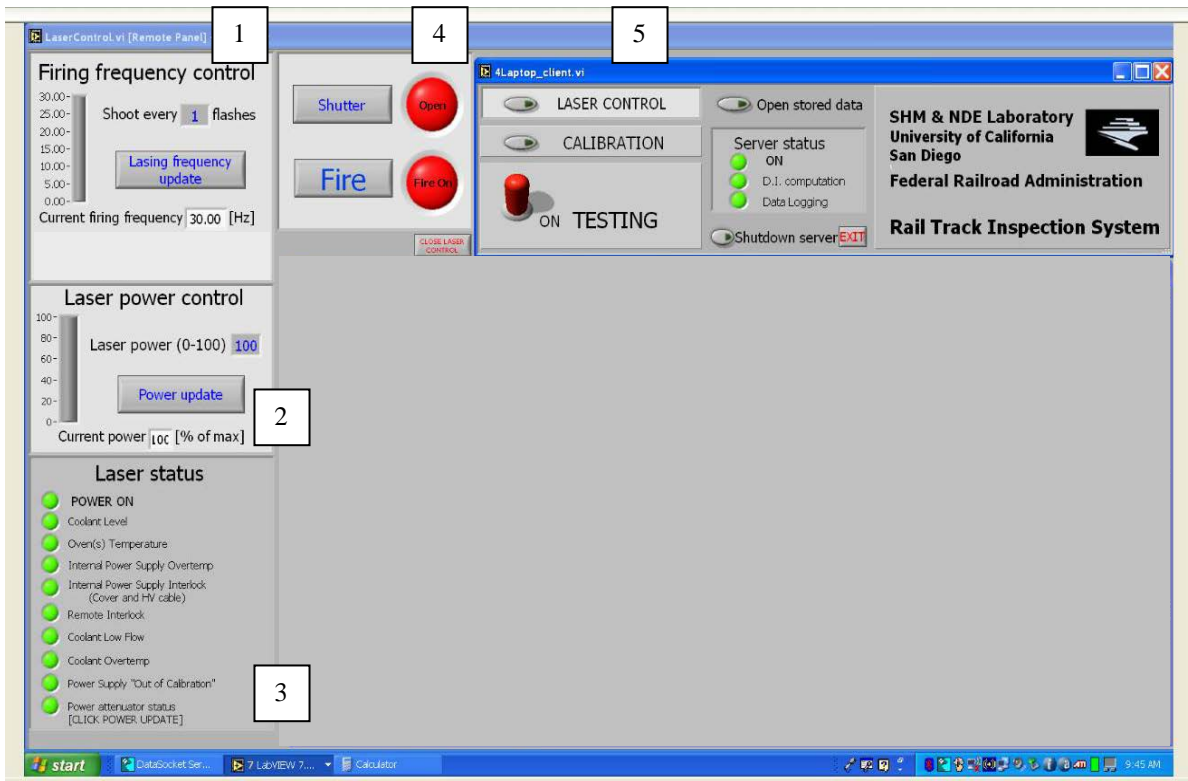 LaserControl.vi [Remote Panel]
1
4
5
Firing frequency control
30.00
25.00
20.00
15.00
10.00
5.00
0.00
Shoot every 1 flashes
Lasing frequency
update
Current firing frequency 30.00 [Hz]
Laser power control
100
80
60
40
20
0
Laser power (0-100) 100
Power update
2
Current power 100 [% of max]
Laser status
POWER ON
Coolant Level
Oven(s) Temperature
Internal Power Supply Overtemp
Internal Power Supply Interlock
(Cover and HV cable)
Remote Interlock
Coolant Low Flow
Coolant Overtemp
Power Supply "Out of Calibration"
Power attenuator status
[CLICK POWER UPDATE]
3
Shutter Open
Fire Fire On
CLOSE LASER
CONTROL
4Laptop_client.vi
LASER CONTROL
CALIBRATION
ON TESTING
Open stored data
Server status
ON
D.I. computation
Data Logging
Shutdown server EXIT
SHM & NDE Laboratory
University of California
San Diego
Federal Railroad Administration
Rail Track Inspection System
start DataSocket Ser... 7 LabVIEW 7.... Calculator 9:45 AM